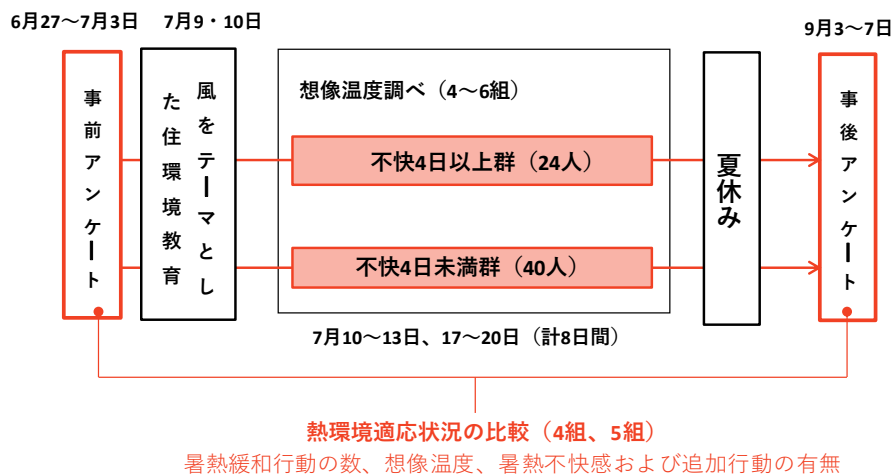 6月27～7月3日
7月9・10日
9月3～7日
事前アンケート
風をテーマとし
た住環境教育
想像温度調べ（4～6組）
不快4日以上群（24人）
不快4日未満群（40人）
7月10～13日、17～20日（計8日間）
夏休み
事後アンケート
熱環境適応状況の比較（4組、5組）
暑熱緩和行動の数、想像温度、暑熱不快感および追加行動の有無